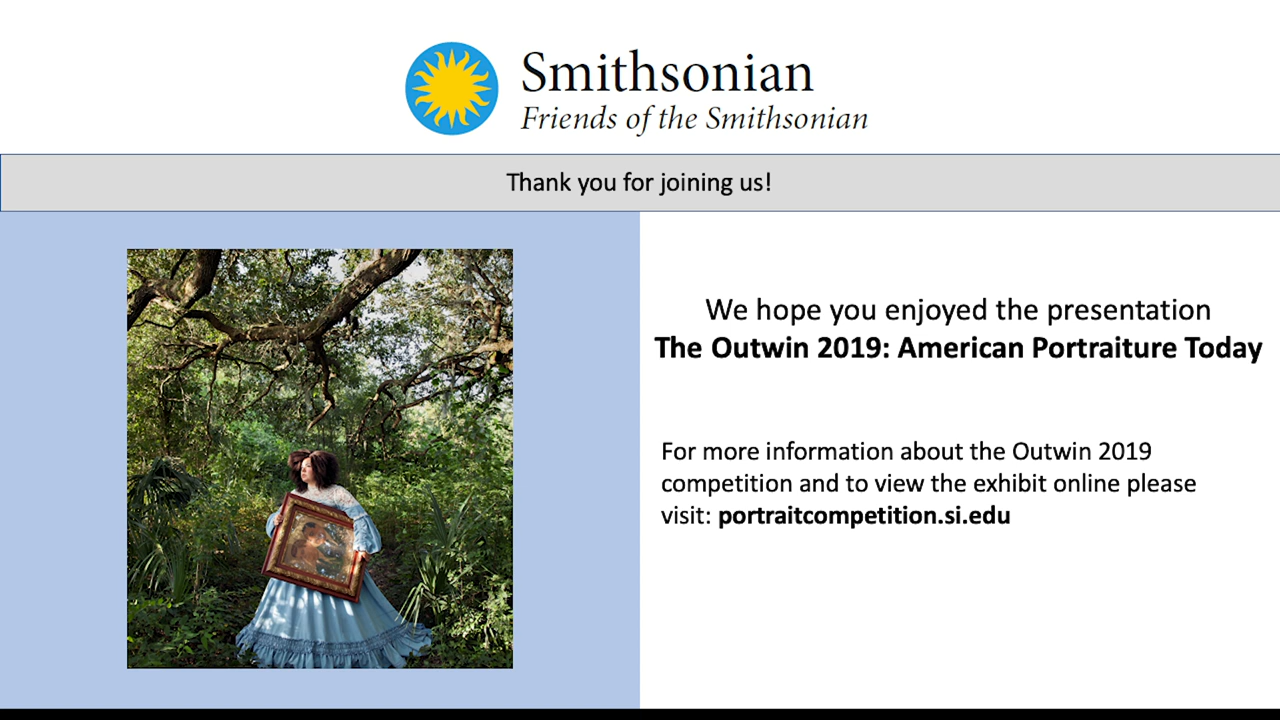 Smithsonian
Friends of the Smithsonian
Thank you for joining us!
We hope you enjoyed the presentation
The Outwin 2019: American Portraiture Today
For more information about the Outwin 2019
competition and to view the exhibit online please
visit: portraitcompetition.si.edu